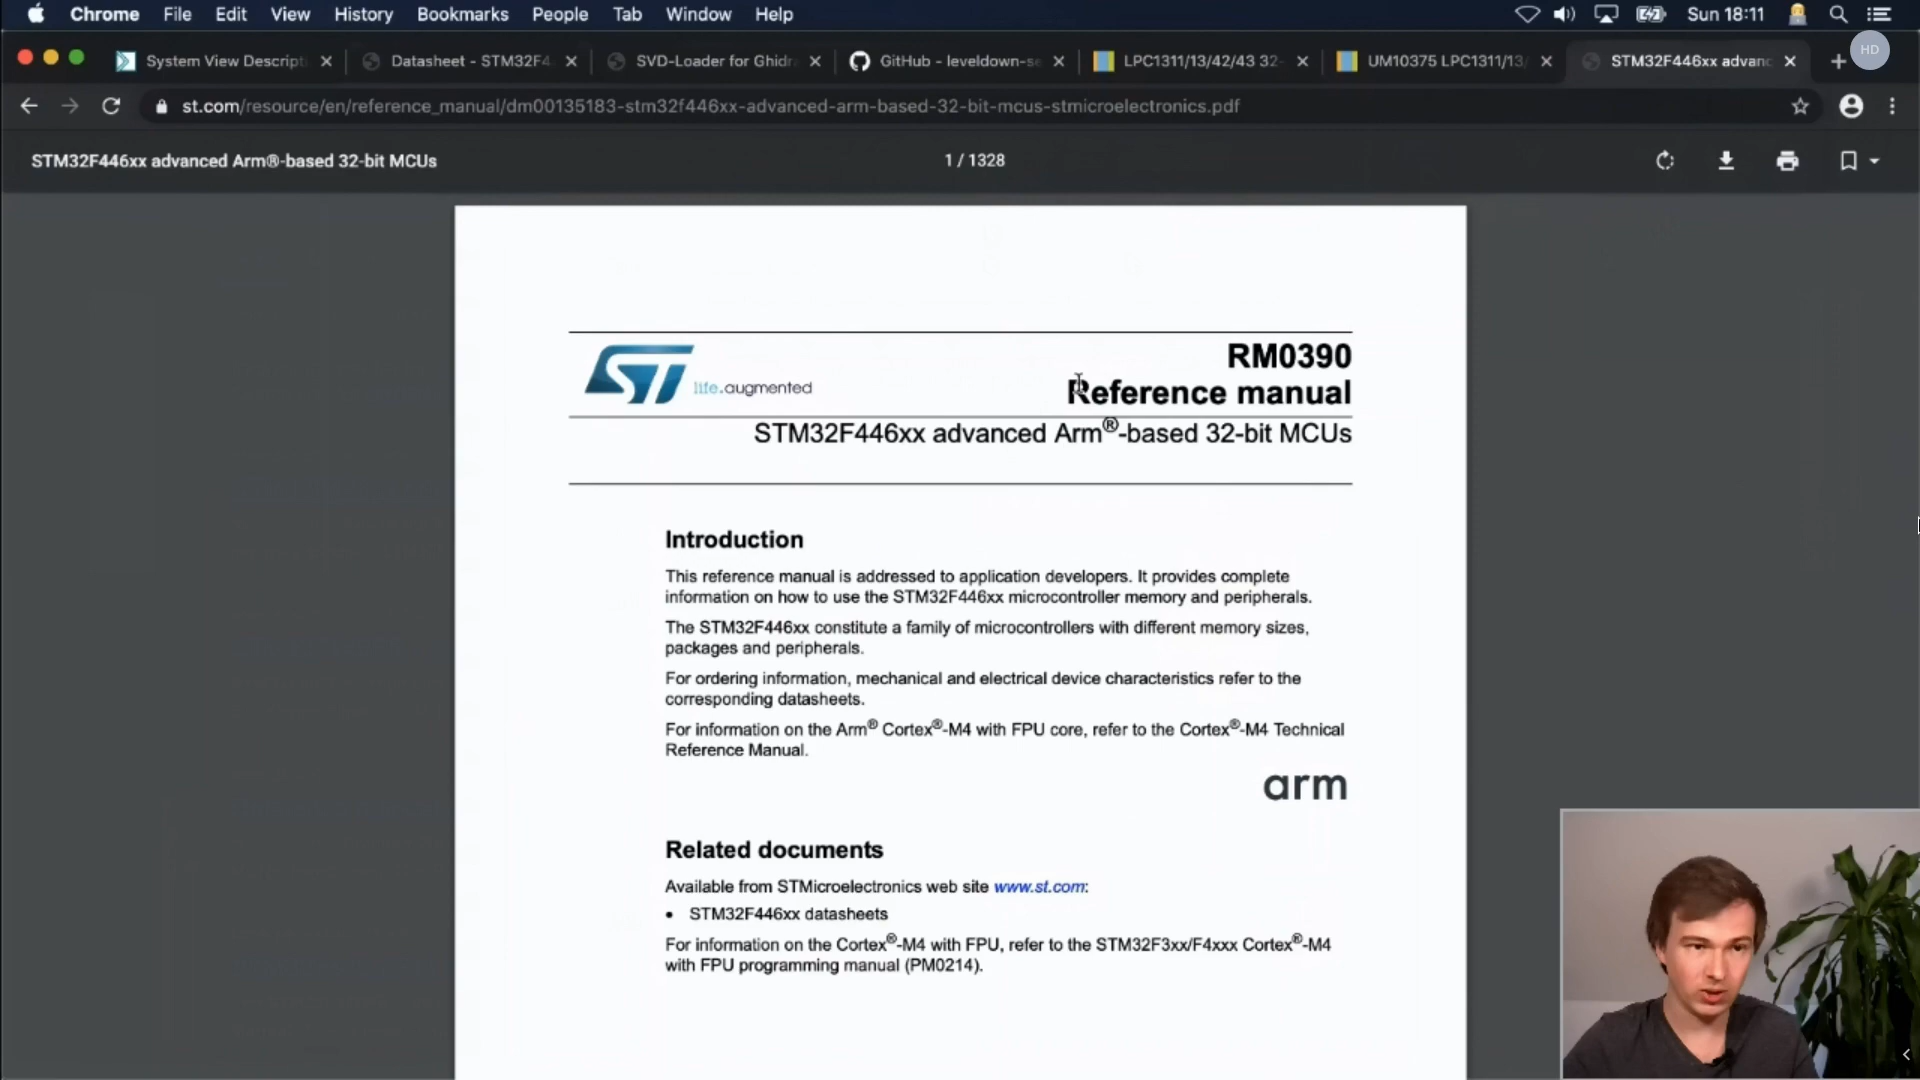 Chrome File Edit View History Bookmarks People Tab Window Help Sun 18:11
System View Descript Datasheet - STM32F4 SVD-Loader for Ghidr GitHub - leveldown-se LPC1311/13/42/43 32- UM10375 LPC1311/13/ STM32F446xx advanc HD
st.com/resource/en/reference_manual/dm00135183-stm32f446xx-advanced-arm-based-32-bit-mcus-stmicroelectronics.pdf
STM32F446xx advanced Arm®-based 32-bit MCUs 1 / 1328
ST life.augmented
RM0390
Reference manual
STM32F446xx advanced Arm®-based 32-bit MCUs
Introduction
This reference manual is addressed to application developers. It provides complete
information on how to use the STM32F446xx microcontroller memory and peripherals.
The STM32F446xx constitute a family of microcontrollers with different memory sizes,
packages and peripherals.
For ordering information, mechanical and electrical device characteristics refer to the
corresponding datasheets.
For information on the Arm® Cortex®-M4 with FPU core, refer to the Cortex®-M4 Technical
Reference Manual.
arm
Related documents
Available from STMicroelectronics web site www.st.com:
• STM32F446xx datasheets
For information on the Cortex®-M4 with FPU, refer to the STM32F3xx/F4xxx Cortex®-M4
with FPU programming manual (PM0214).